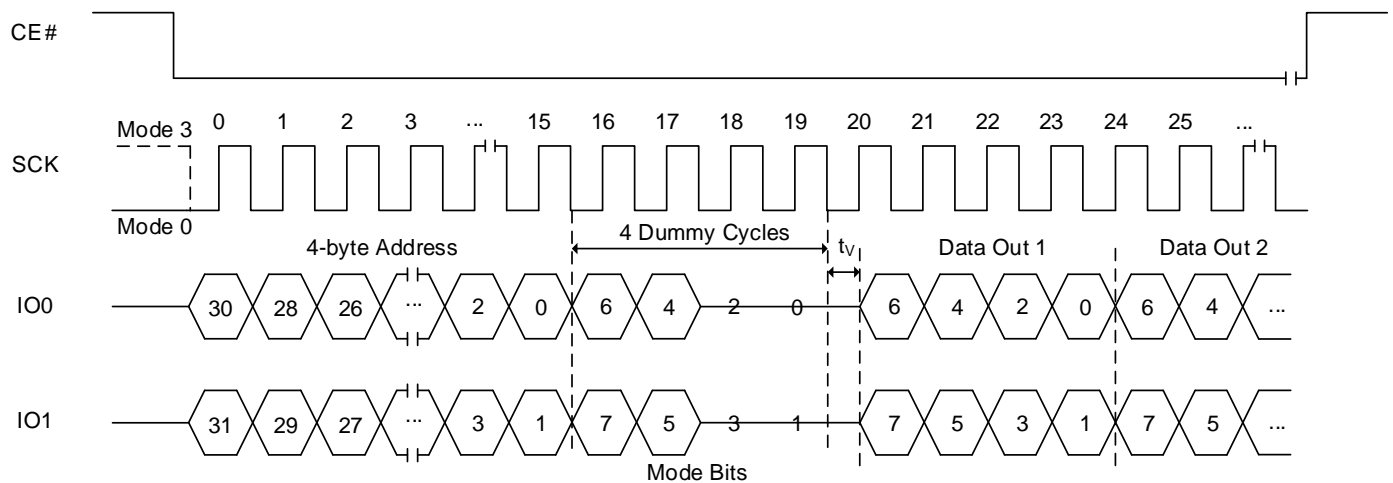 CE#
0 1 2 3 ... 15 16 17 18 19 20 21 22 23 24 25 ...
Mode 3
SCK
Mode 0
4 Dummy Cycles
4-byte Address tV Data Out 1 Data Out 2
IO0 30 28 26 ... 2 0 6 4 2 0 6 4 2 0 6 4 ...
IO1 31 29 27 ... 3 1 7 5 3 1 7 5 3 1 7 5 ...
Mode Bits